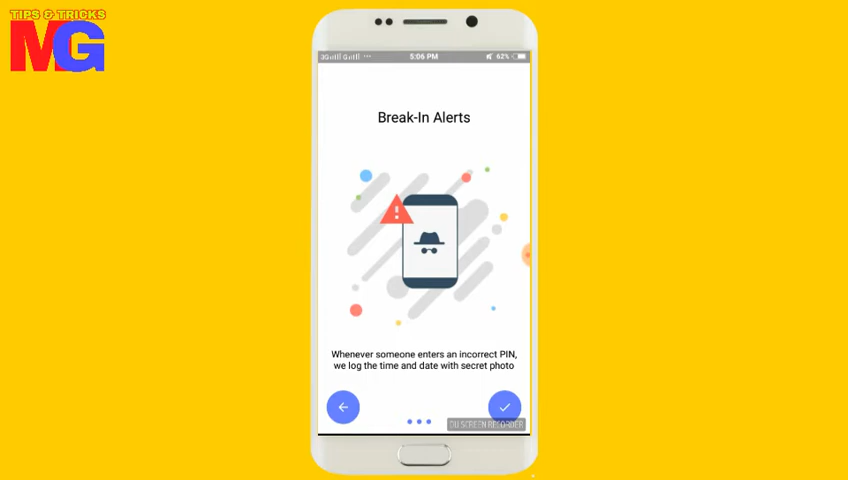 TIPS & TRICKS
MG
3G 5:06 PM 62%
Break-In Alerts
Whenever someone enters an incorrect PIN,
we log the time and date with secret photo
DU SCREEN RECORDER